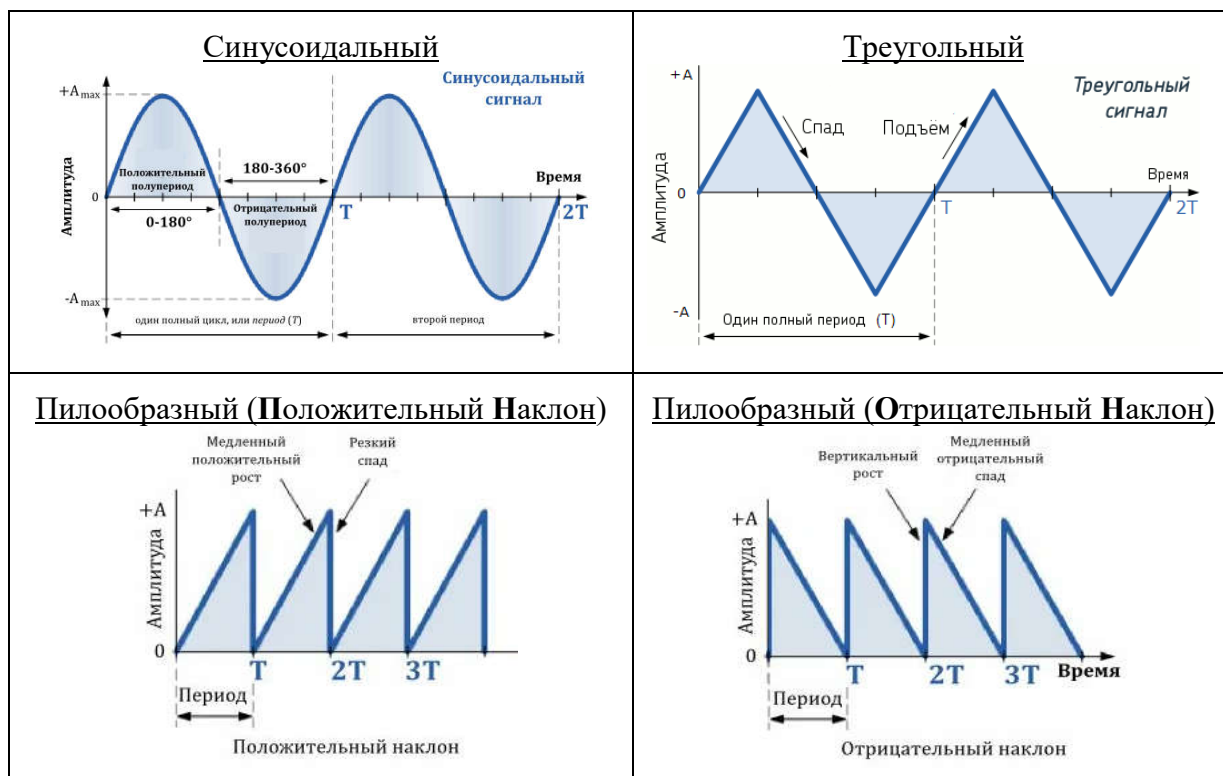 Синусоидальный
Синусоидальный
сигнал
+Amax
Амплитуда
0
-Amax
Положительный
полупериод
0-180°
180-360°
Отрицательный
полупериод
Время
T
2T
один полный цикл, или период (T)
второй период
Треугольный
Треугольный
сигнал
+A
Амплитуда
0
-A
Спад
Подъём
Время
T
2T
Один полный период (T)
Пилообразный (Положительный Наклон)
Медленный
положительный
рост
Резкий
спад
+A
Амплитуда
0
T
2T
3T
Период
Положительный наклон
Пилообразный (Отрицательный Наклон)
Вертикальный
рост
Медленный
отрицательный
спад
+A
Амплитуда
0
T
2T
3T
Время
Период
Отрицательный наклон